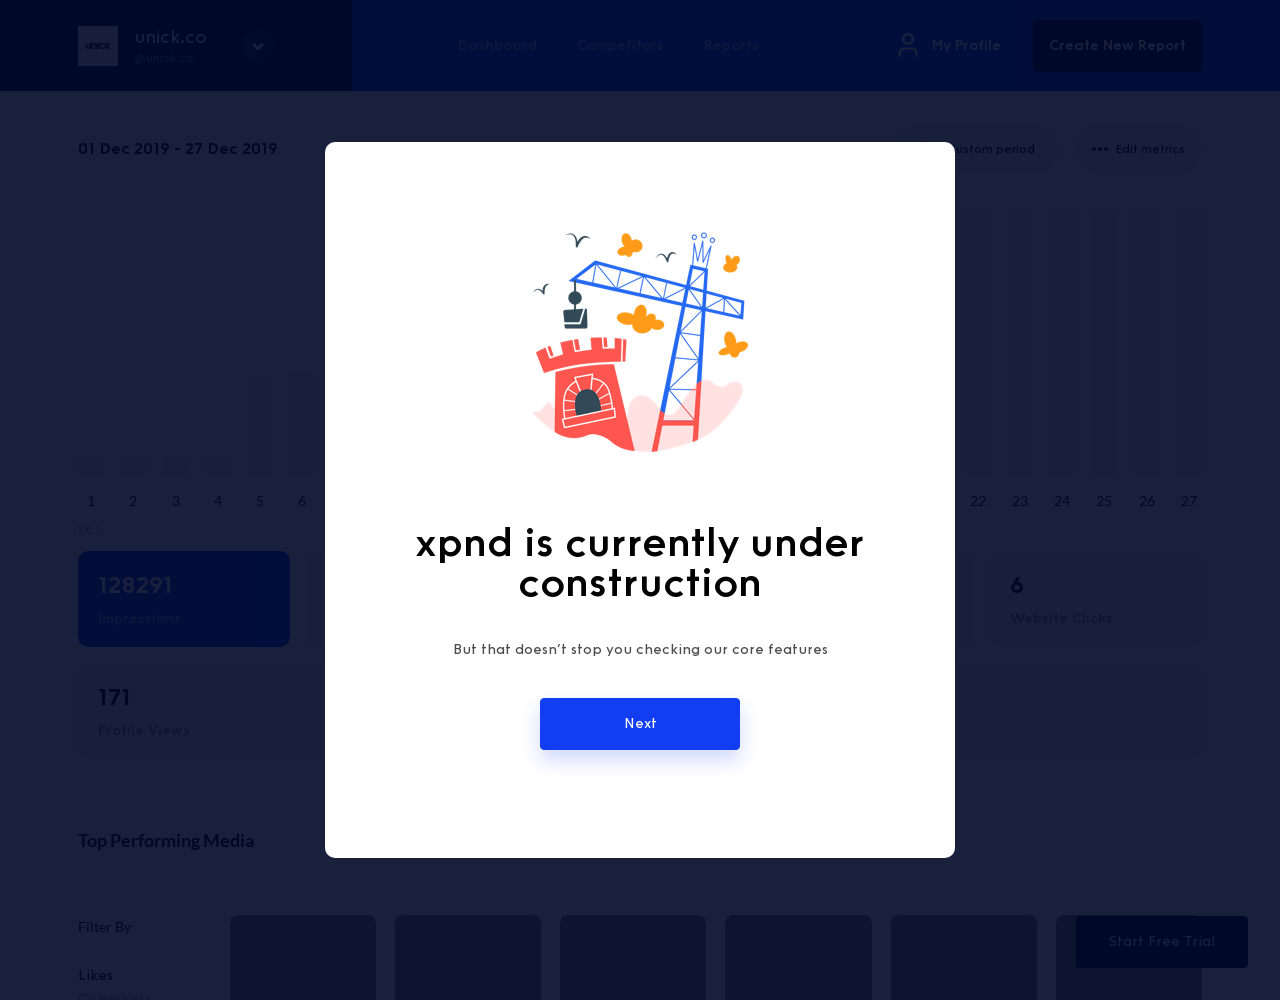 unick
unick.co
@unick.co
Dashboard
Competitors
Reports
My Profile
Create New Report
01 Dec 2019 - 27 Dec 2019
ustom period
Edit metrics
1 2 3 4 5 6 22 23 24 25 26 27
DEC
128291
Impressions
6
Website Clicks
171
Profile Views
xpnd is currently under
construction
But that doesn't stop you checking our core features
Next
Top Performing Media
Filter By
Likes
Comments
Start Free Trial